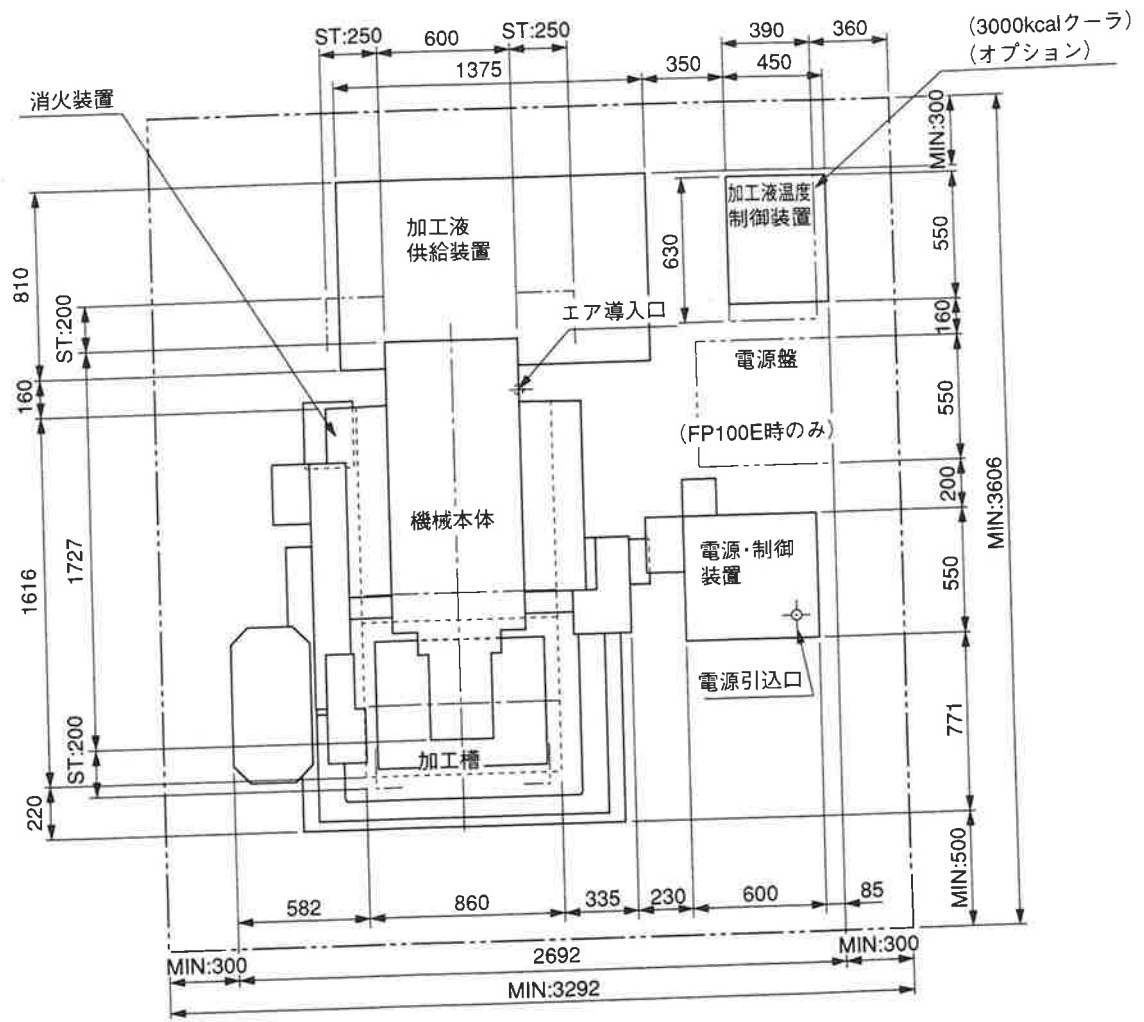 ST:250
600
ST:250
390
360
(3000kcalクーラ)
(オプション)
1375
350
450
消火装置
MIN:300
加工液
供給装置
加工液温度
制御装置
630
550
810
ST:200
エア導入口
160
電源盤
160
550
(FP100E時のみ)
200
MIN:3606
機械本体
1727
1616
電源・制御
装置
550
電源引込口
771
ST:200
加工槽
220
MIN:500
582
860
335
230
600
85
MIN:300
2692
MIN:300
MIN:3292